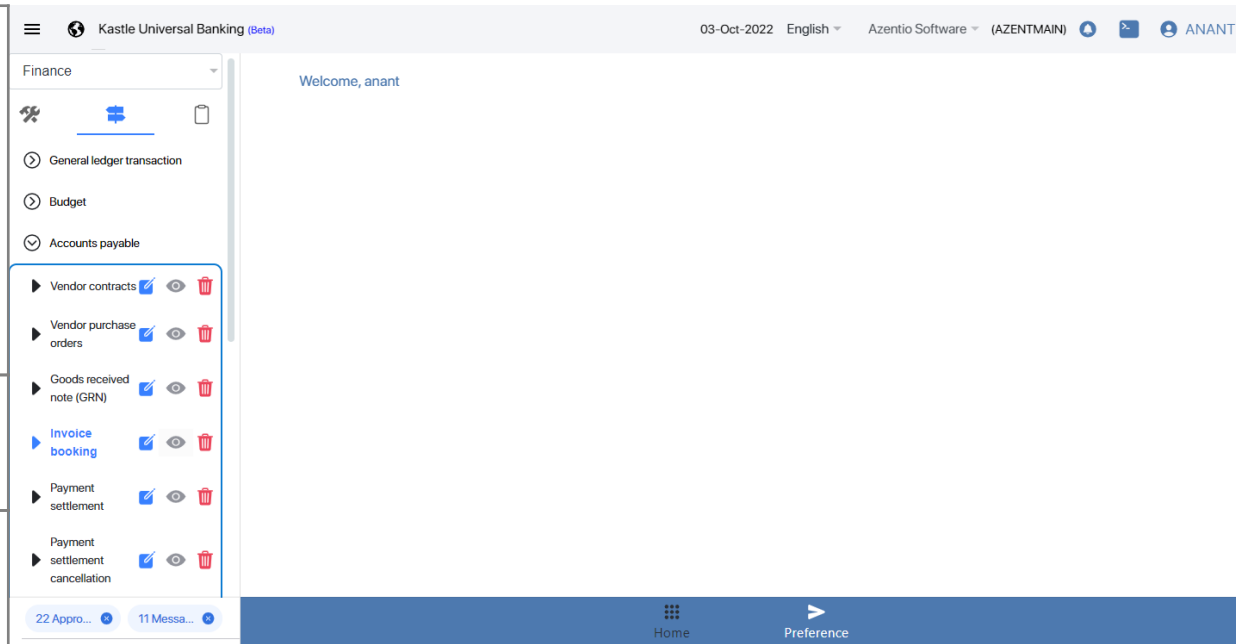 Kastle Universal Banking (Beta)
03-Oct-2022 English Azentio Software (AZENTMAIN) ANANT
Finance
Welcome, anant
General ledger transaction
Budget
Accounts payable
Vendor contracts
Vendor purchase
orders
Goods received
note (GRN)
Invoice
booking
Payment
settlement
Payment
settlement
cancellation
22 Appro... 11 Messa...
Home Preference